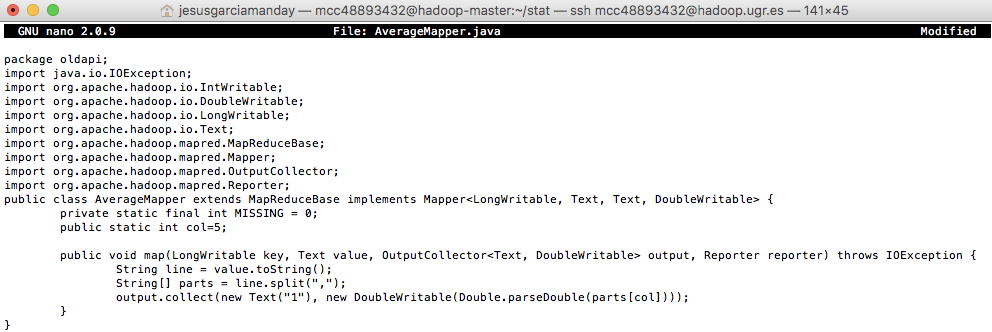 jesusgarciamanday — mcc48893432@hadoop-master:~/stat — ssh mcc48893432@hadoop.ugr.es — 141×45
GNU nano 2.0.9 File: AverageMapper.java Modified
package oldapi;
import java.io.IOException;
import org.apache.hadoop.io.IntWritable;
import org.apache.hadoop.io.DoubleWritable;
import org.apache.hadoop.io.LongWritable;
import org.apache.hadoop.io.Text;
import org.apache.hadoop.mapred.MapReduceBase;
import org.apache.hadoop.mapred.Mapper;
import org.apache.hadoop.mapred.OutputCollector;
import org.apache.hadoop.mapred.Reporter;
public class AverageMapper extends MapReduceBase implements Mapper<LongWritable, Text, Text, DoubleWritable> {
        private static final int MISSING = 0;
        public static int col=5;
        public void map(LongWritable key, Text value, OutputCollector<Text, DoubleWritable> output, Reporter reporter) throws IOException {
                String line = value.toString();
                String[] parts = line.split(",");
                output.collect(new Text("1"), new DoubleWritable(Double.parseDouble(parts[col])));
        }
}